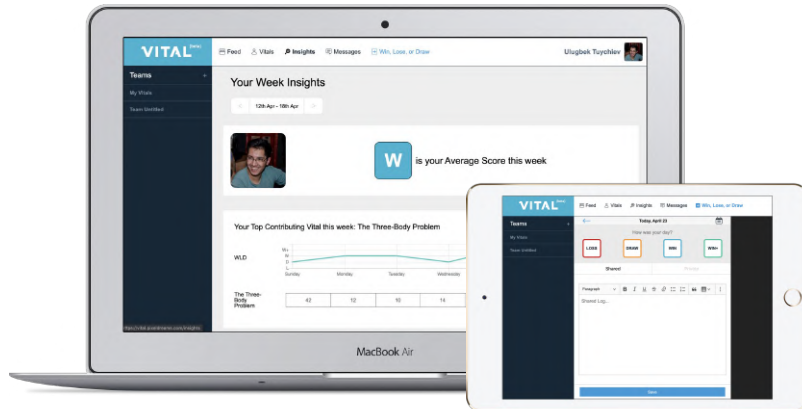 VITAL
Feed Vitals Insights Messages Win, Lose, or Draw Ulugbek Tuychiev
Teams +
My Vitals
Team Untitled
Your Week Insights
12th Apr - 18th Apr
W is your Average Score this week
Your Top Contributing Vital this week: The Three-Body Problem
WLD
W+
W
D
L
Sunday Monday Tuesday Wednesday
The Three-
Body
Problem
42 12 10 14
MacBook Air
VITAL
Feed Vitals Insights Messages Win, Lose, or Draw
Teams +
My Vitals
Team Untitled
Today, April 23
How was your day?
LOSS DRAW WIN WIN+
Shared Private
Paragraph B I U
Shared Log...
Save